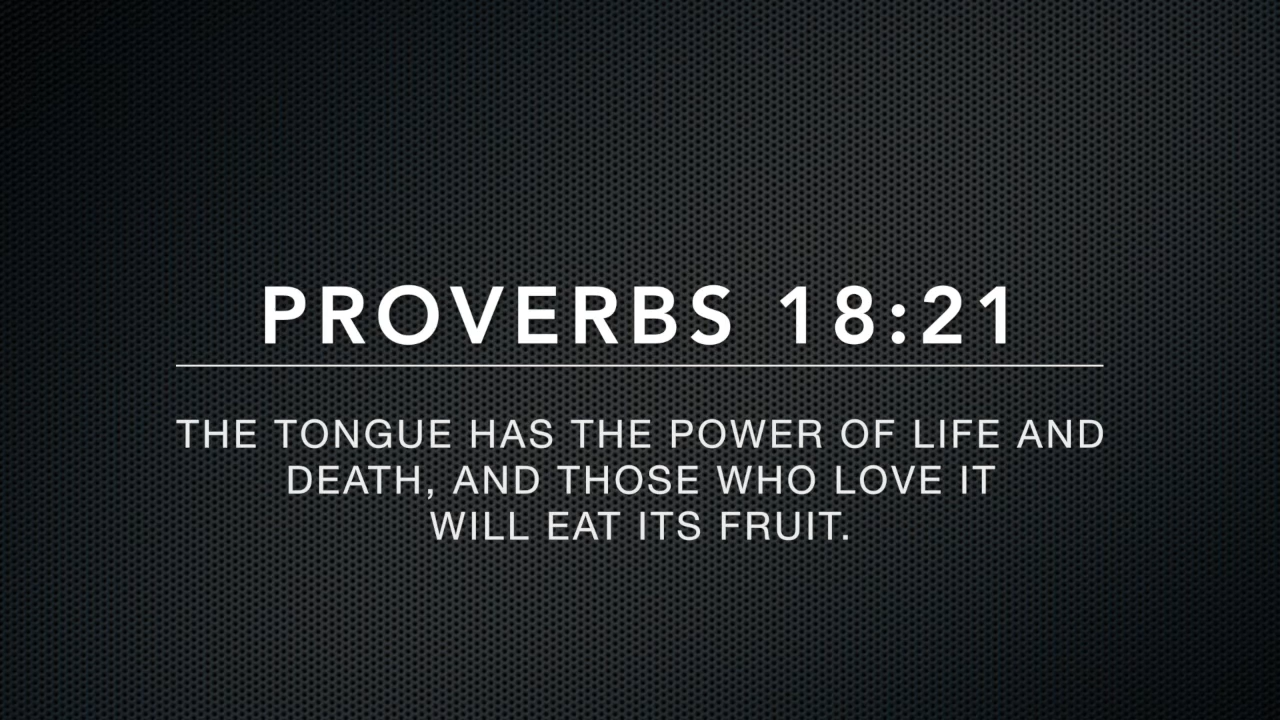 PROVERBS 18:21
THE TONGUE HAS THE POWER OF LIFE AND
DEATH, AND THOSE WHO LOVE IT
WILL EAT ITS FRUIT.